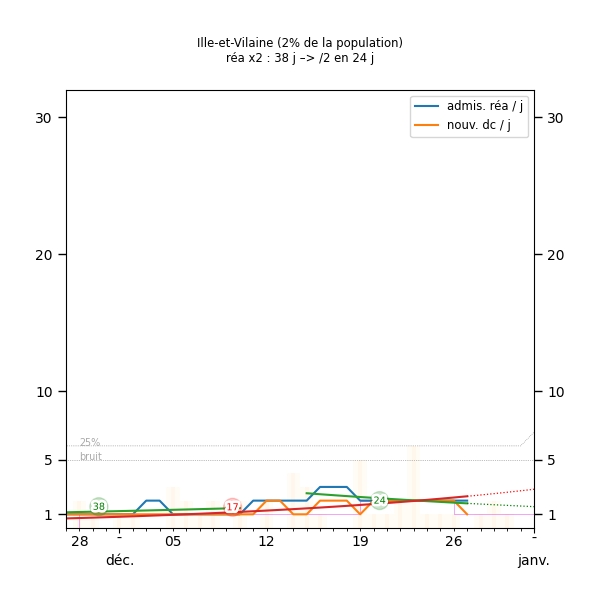 Ille-et-Vilaine (2% de la population)
réa x2 : 38 j –> /2 en 24 j
admis. réa / j
nouv. dc / j
30 30
20 20
10 10
25%
bruit
5 5
38 17 24
1 1
28 - 05 12 19 26 -
déc. janv.